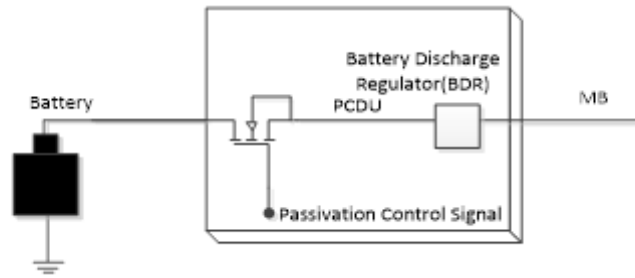 Battery Discharge
Regulator(BDR)
Battery
PCDU
MB
Passivation Control Signal